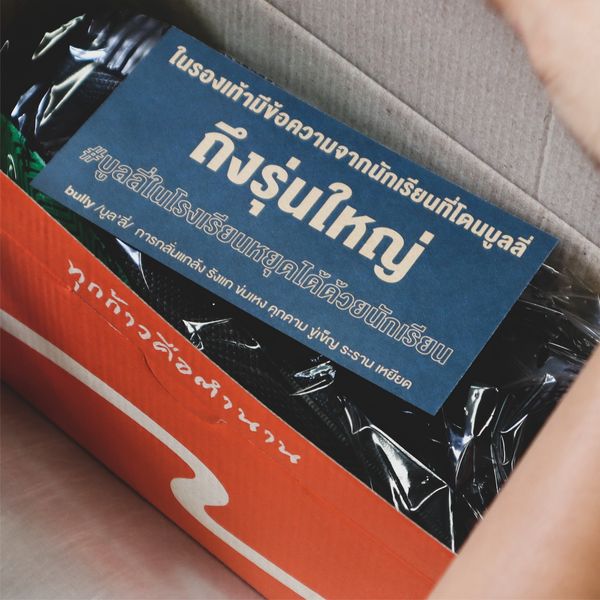 ในรองเท้ามีข้อความจากนักเรียนที่โดนบูลลี่
ถึงรุ่นใหญ่
#บูลลี่ในโรงเรียนหยุดได้ด้วยนักเรียน
bully /บูล'ลี/ การกลั่นแกล้ง รังแก ข่มเหง คุกคาม ขู่เข็ญ ระราน เหยียด
ทุกก้าวคือตำนาน